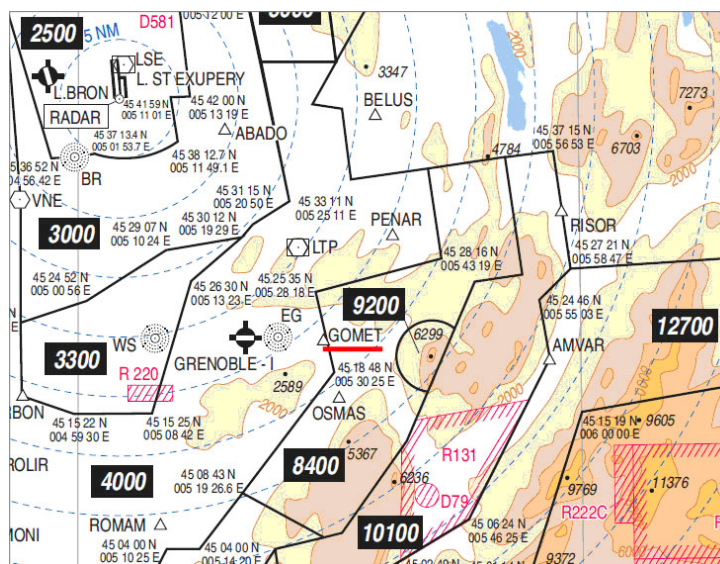 005 12 00 E
D581
2500
5 NM
LSE
L. ST EXUPERY
L.BRON
RADAR
45 41 59 N
005 11 01 E
45 42 00 N
005 13 19 E
ABADO
3347
BELUS
7273
6703
4784
2000
45 37 13.4 N
005 01 53.7 E
45 37 15 N
005 56 53 E
45 38 12.7 N
005 11 49.1 E
BR
VNE
45 31 15 N
005 20 50 E
45 33 11 N
005 25 11 E
45 30 12 N
005 19 29 E
45 29 07 N
005 10 24 E
3000
LTP
PENAR
RISOR
45 28 16 N
005 43 19 E
45 27 21 N
005 58 47 E
45 24 52 N
005 00 56 E
45 26 30 N
005 13 23 E
45 25 35 N
005 28 18 E
45 24 46 N
005 55 03 E
9200
12700
EG
GOMET
6299
WS
GRENOBLE - I
3300
R 220
AMVAR
45 18 48 N
005 30 25 E
2589
2000
2000
OSMAS
RBON
45 15 22 N
004 59 30 E
45 15 25 N
005 08 42 E
45 15 19 N
006 00 00 E
9605
5367
R131
ROLIR
8400
4000
45 08 43 N
005 19 26.6 E
6236
D79
9769
11376
R222C
MONI
ROMAM
10100
45 06 24 N
005 46 25 E
45 04 00 N
005 10 25 E
45 04 00 N
005 14 20 E
9372
6000